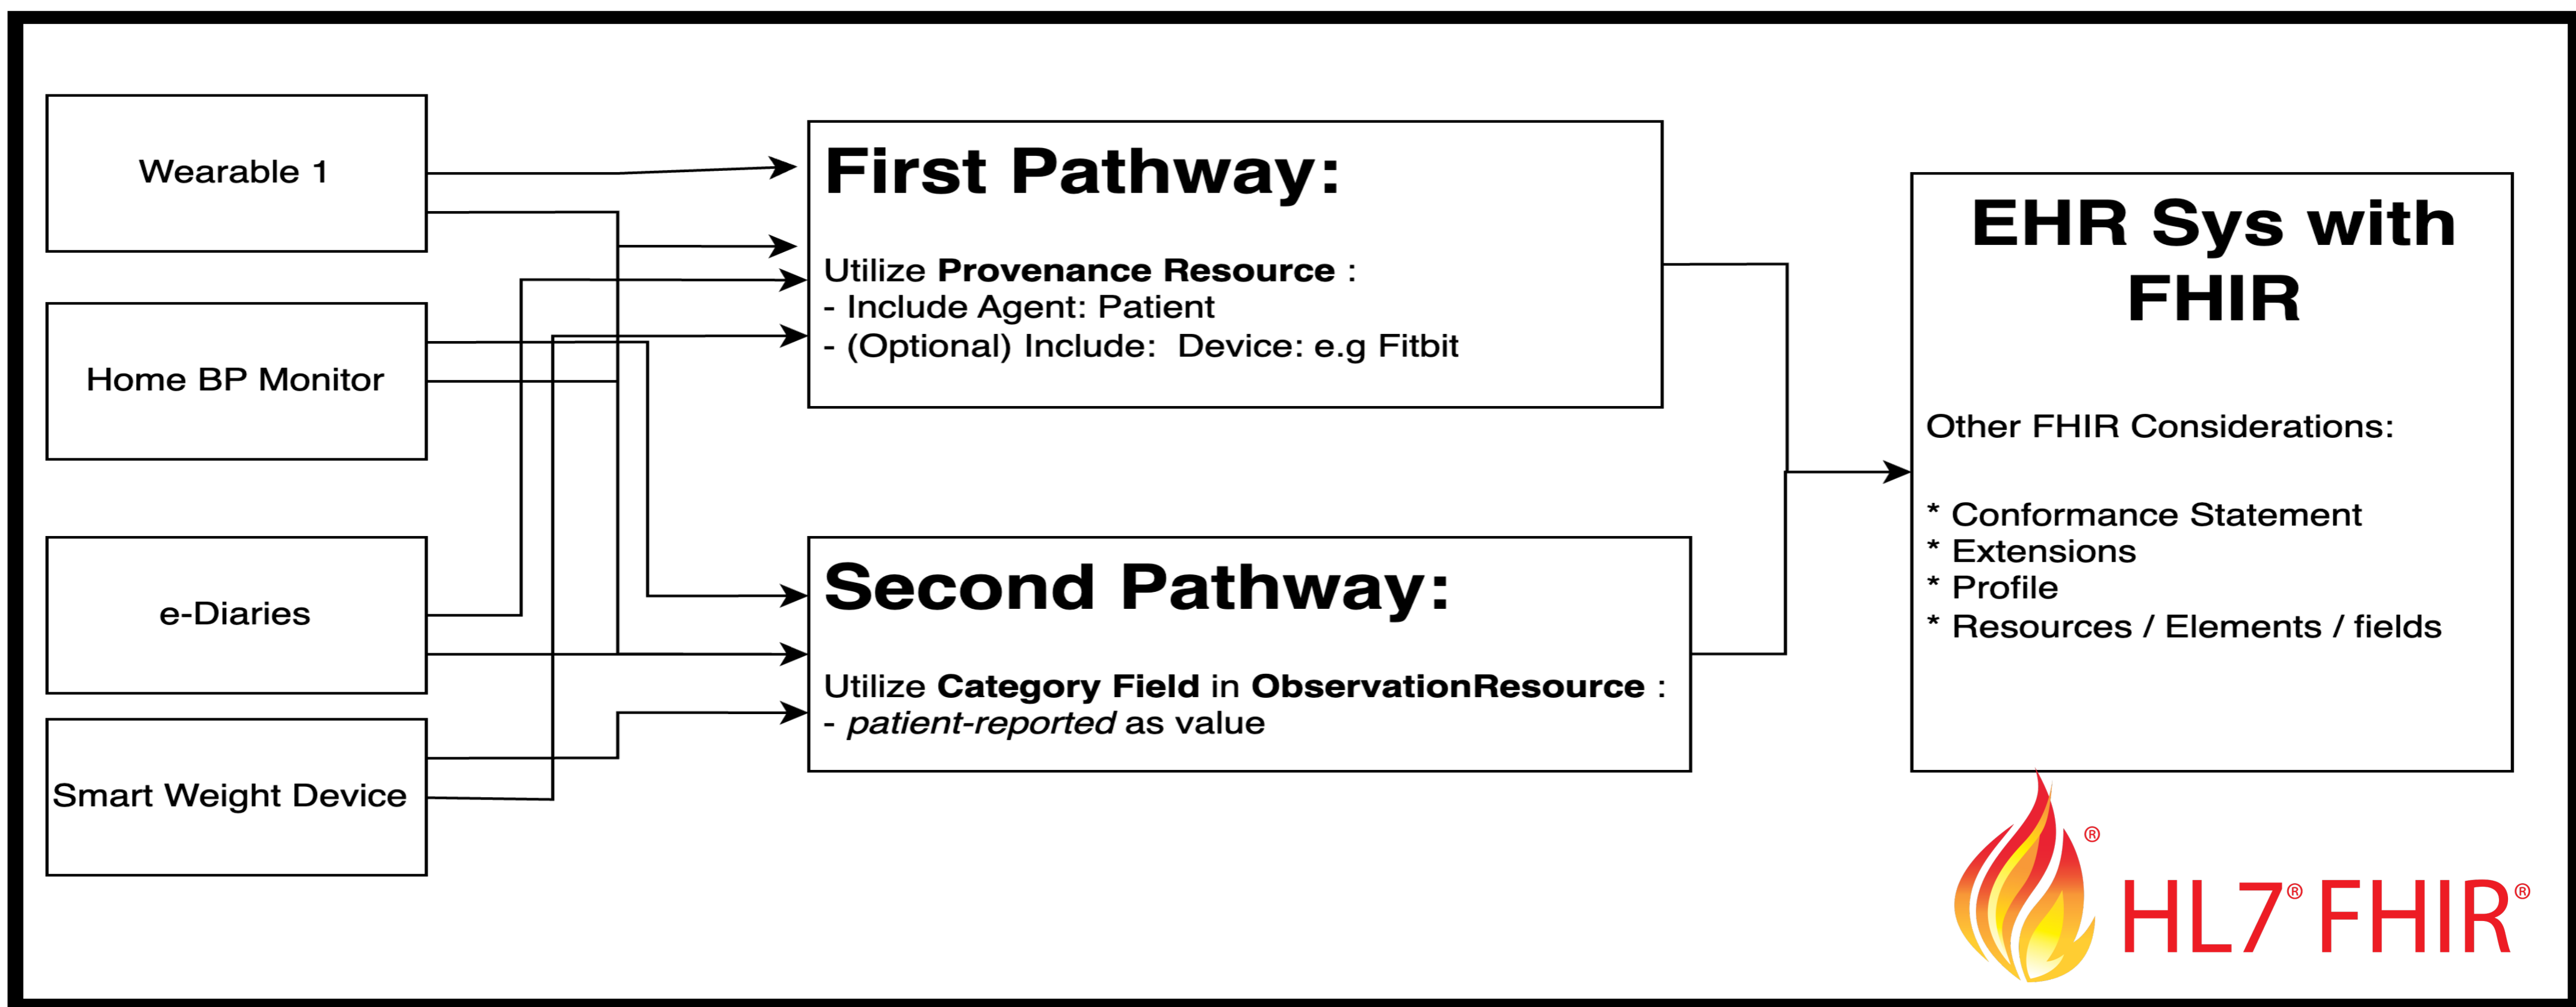 Wearable 1
Home BP Monitor
e-Diaries
Smart Weight Device
First Pathway:
Utilize Provenance Resource :
- Include Agent: Patient
- (Optional) Include:  Device: e.g Fitbit
Second Pathway:
Utilize Category Field in ObservationResource :
- patient-reported as value
EHR Sys with
FHIR
Other FHIR Considerations:
* Conformance Statement
* Extensions
* Profile
* Resources / Elements / fields
®
HL7® FHIR®